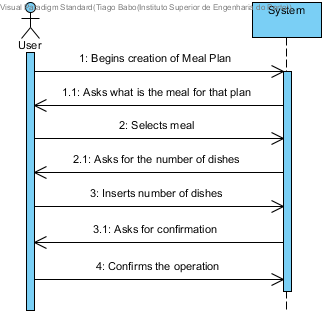 Visual Paradigm Standard(Tiago Babo(Instituto Superior de Engenharia do
System
User
1: Begins creation of Meal Plan
1.1: Asks what is the meal for that plan
2: Selects meal
2.1: Asks for the number of dishes
3: Inserts number of dishes
3.1: Asks for confirmation
4: Confirms the operation